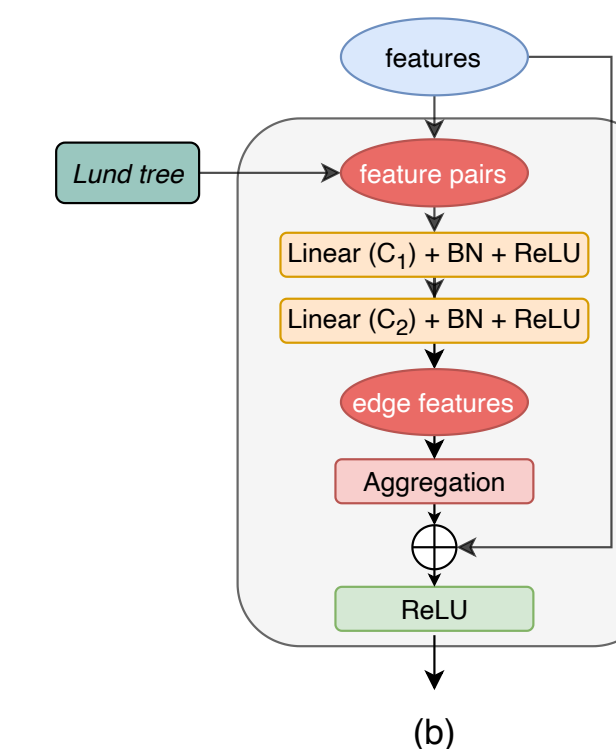 features
Lund tree
feature pairs
Linear (C₁) + BN + ReLU
Linear (C₂) + BN + ReLU
edge features
Aggregation
ReLU
(b)